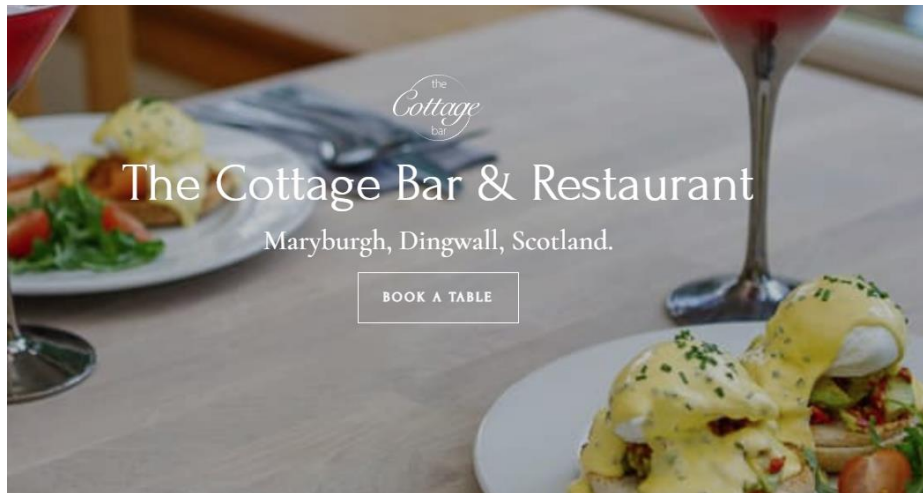 the
Cottage
bar
The Cottage Bar & Restaurant
Maryburgh, Dingwall, Scotland.
BOOK A TABLE